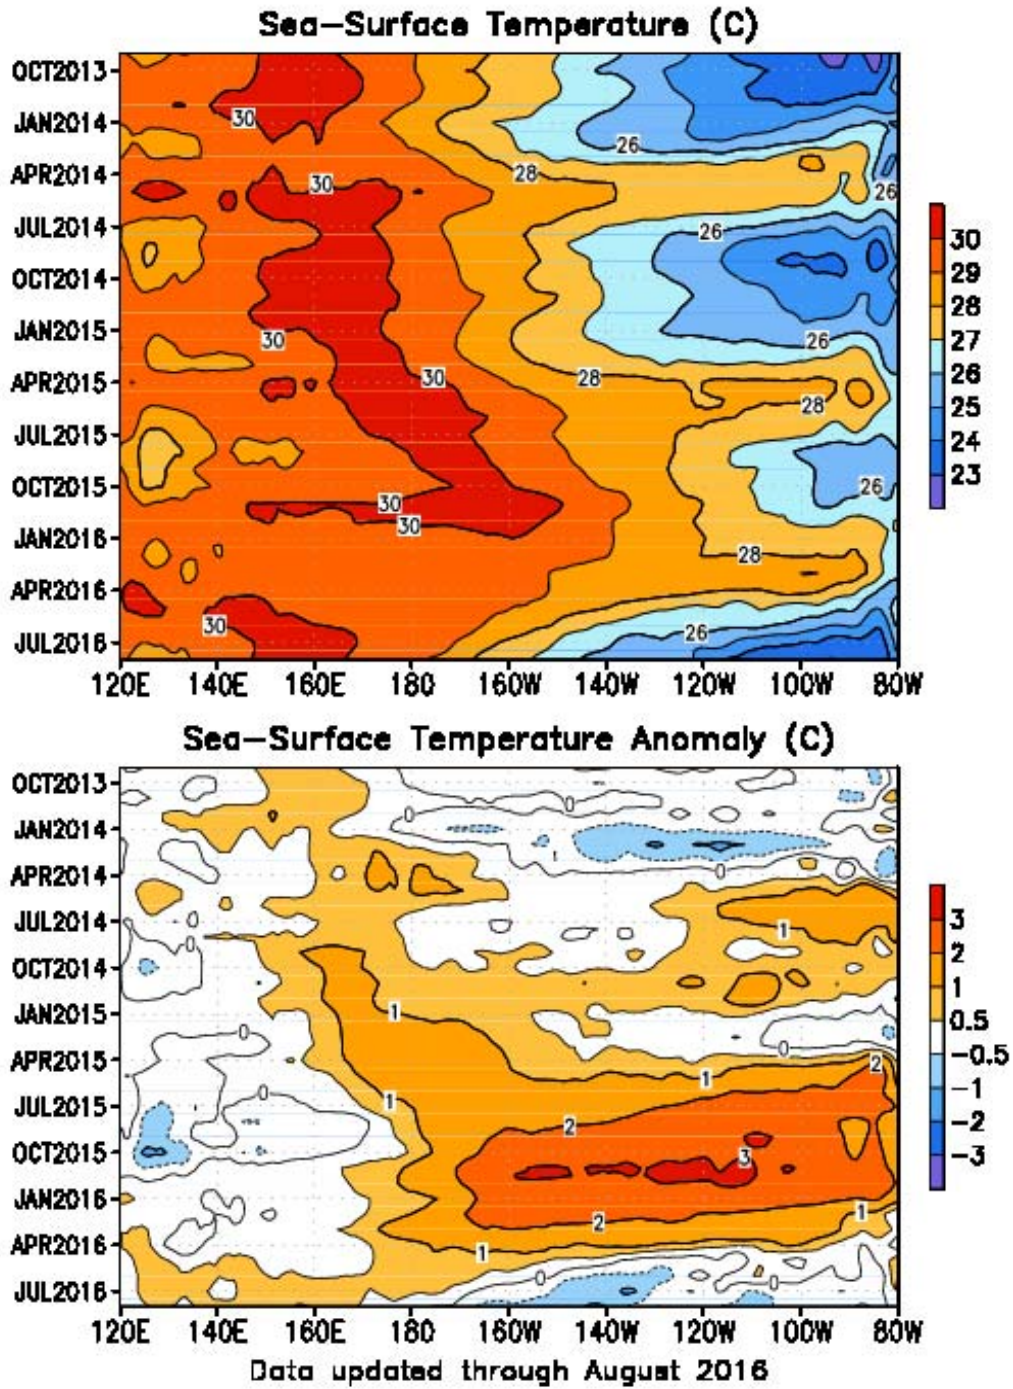 Sea-Surface Temperature (C)
OCT2013
JAN2014
APR2014
JUL2014
OCT2014
JAN2015
APR2015
JUL2015
OCT2015
JAN2016
APR2016
JUL2016
30
26
28
30
26
26
30
26
30
28
28
26
30
30
28
30
26
120E 140E 160E 180 160W 140W 120W 100W 80W
30
29
28
27
26
25
24
23
Sea-Surface Temperature Anomaly (C)
OCT2013
JAN2014
APR2014
JUL2014
OCT2014
JAN2015
APR2015
JUL2015
OCT2015
JAN2016
APR2016
JUL2016
0
0
0
1
0
1
0
0
2
1
0
1
2
3
2
1
1
0
0
120E 140E 160E 180 160W 140W 120W 100W 80W
3
2
1
0.5
-0.5
-1
-2
-3
Data updated through August 2016